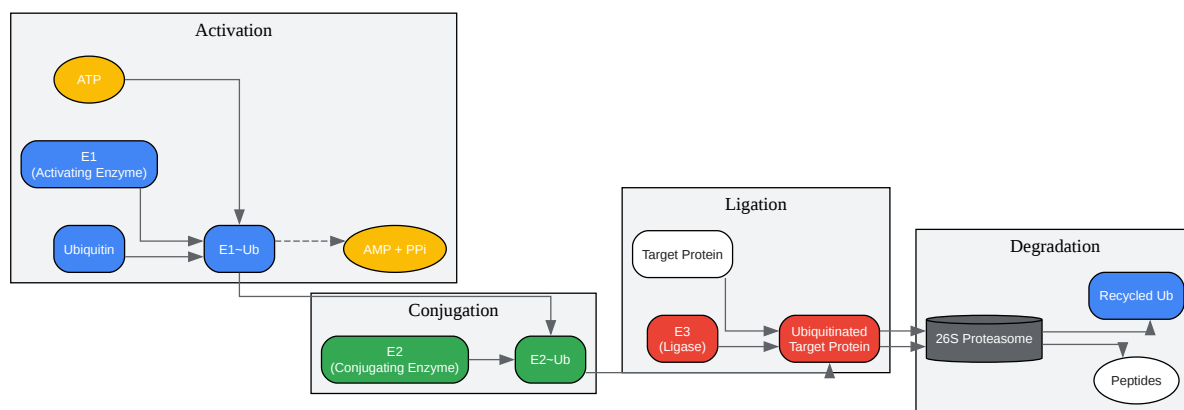 Activation
ATP
E1
(Activating Enzyme)
Ubiquitin
E1~Ub
AMP + PPi
Conjugation
E2
(Conjugating Enzyme)
E2~Ub
Ligation
Target Protein
E3
(Ligase)
Ubiquitinated
Target Protein
Degradation
26S Proteasome
Recycled Ub
Peptides